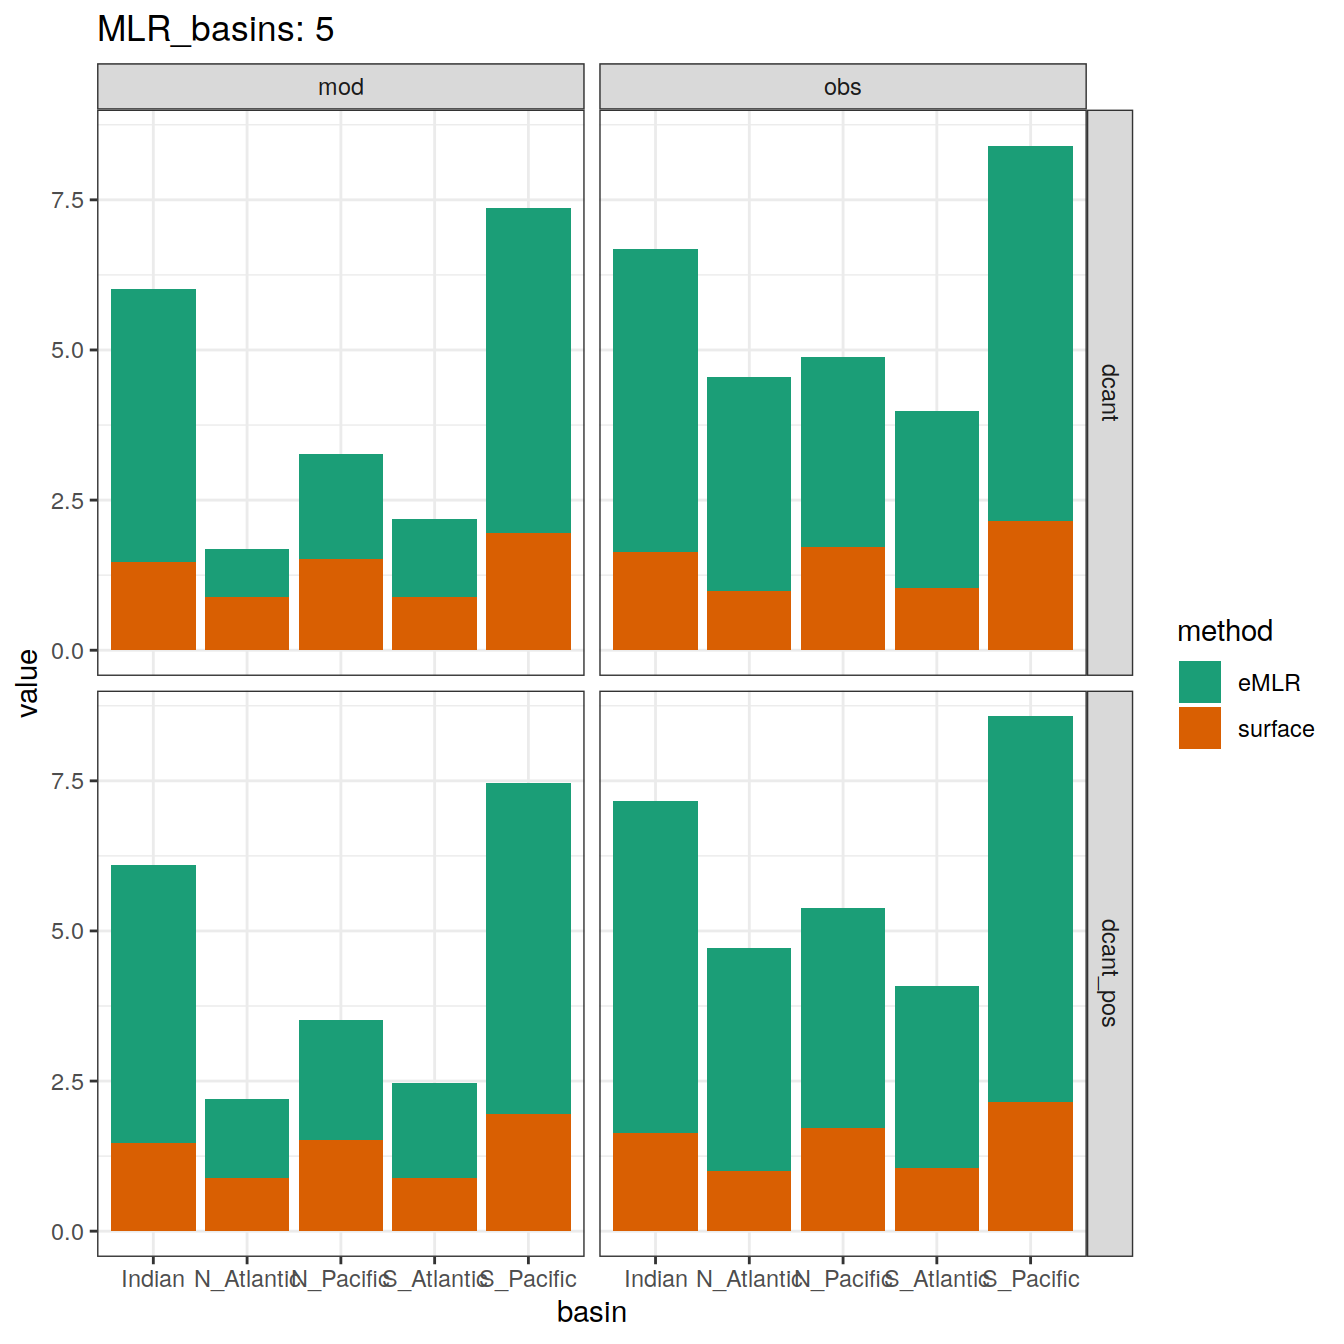 MLR_basins: 5
mod
obs
7.5
5.0
2.5
0.0
dcant
value
7.5
5.0
2.5
0.0
dcant_pos
Indian N_Atlantic N_Pacific S_Atlantic S_Pacific
Indian N_Atlantic N_Pacific S_Atlantic S_Pacific
basin
method
eMLR
surface